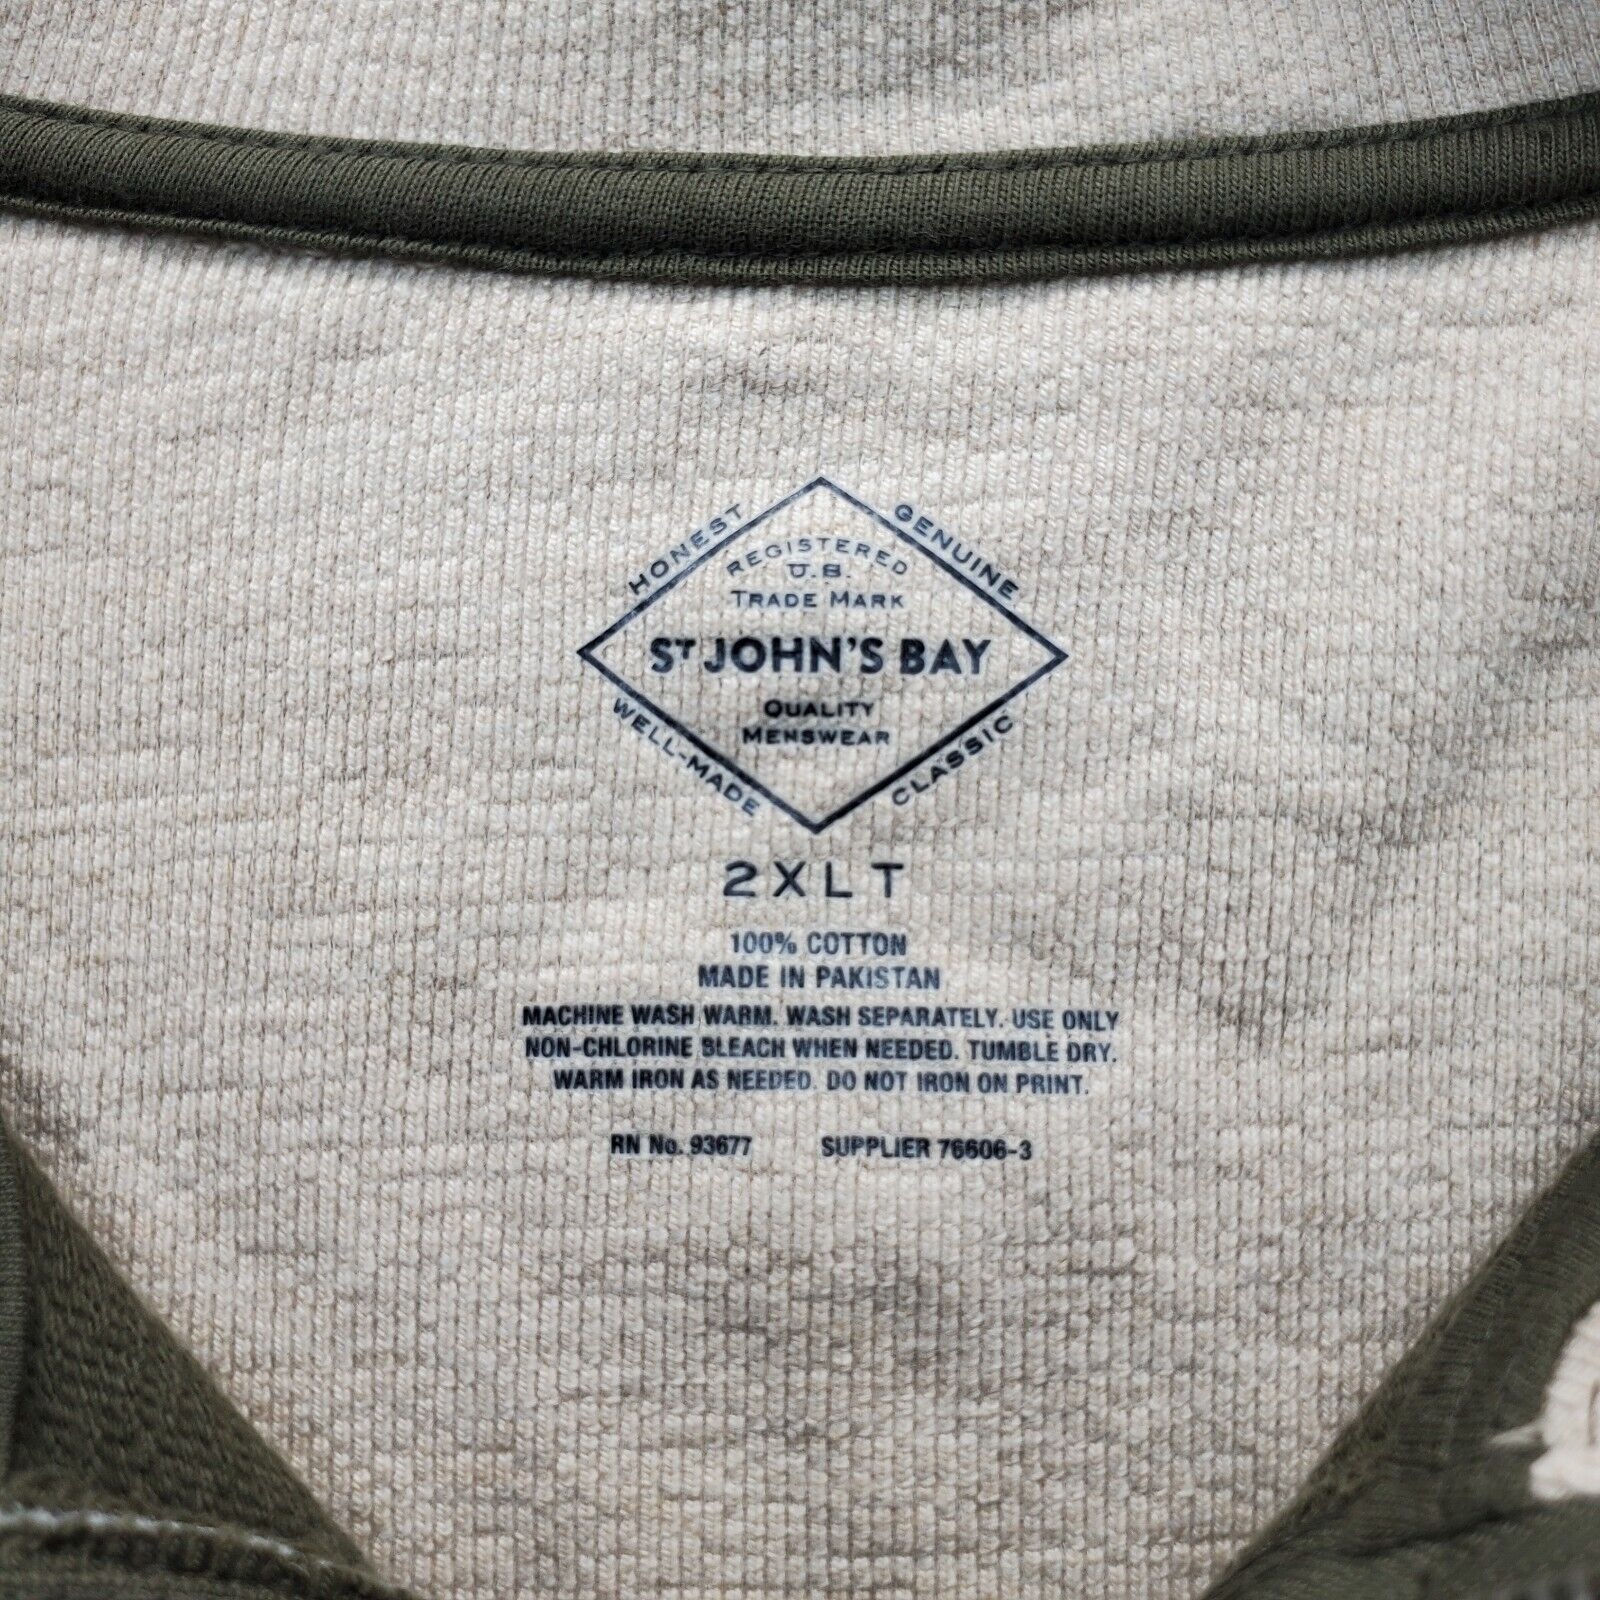 HONEST GENUINE
REGISTERED
U.S.
TRADE MARK
ST JOHN'S BAY
QUALITY
MENSWEAR
WELL-MADE CLASSIC
2XLT
100% COTTON
MADE IN PAKISTAN
MACHINE WASH WARM. WASH SEPARATELY. USE ONLY
NON-CHLORINE BLEACH WHEN NEEDED. TUMBLE DRY.
WARM IRON AS NEEDED. DO NOT IRON ON PRINT.
RN No. 93677 SUPPLIER 76606-3